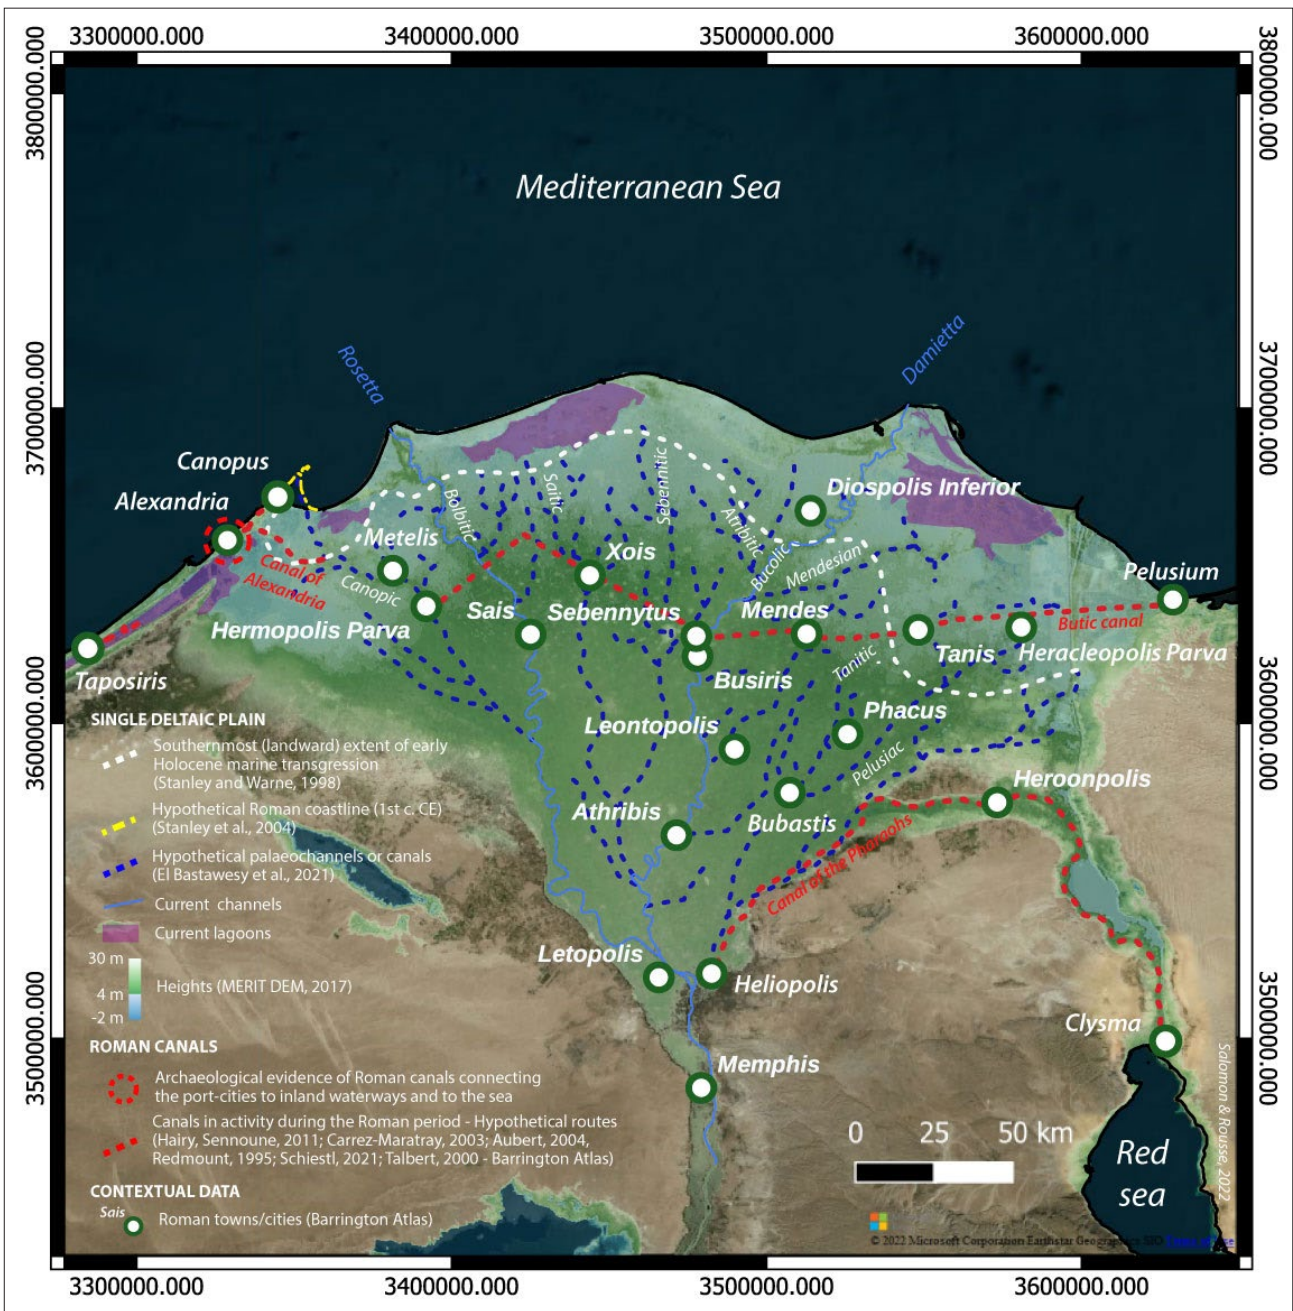 3300000.000
3400000.000
3500000.000
3600000.000
3800000.000
3800000.000
Mediterranean Sea
3700000.000
3700000.000
Rosetta
Damietta
Canopus
Alexandria
Diospolis Inferior
Bolbitic
Saitic
Sebennitic
Atribitic
Bucolic
Mendesian
Metelis
Xois
Canal of
Alexandria
Canopic
Pelusium
Sais
Sebennytus
Mendes
Hermopolis Parva
Butic canal
Tanitic
Tanis
Heracleopolis Parva
Taposiris
Busiris
3600000.000
3600000.000
Leontopolis
Phacus
Pelusiac
Heroonpolis
Athribis
Bubastis
Canal of the Pharaohs
Letopolis
Heliopolis
3500000.000
3500000.000
Clysma
Memphis
Red
sea
Salomon & Rousse, 2022
SINGLE DELTAIC PLAIN
Southernmost (landward) extent of early
Holocene marine transgression
(Stanley and Warne, 1998)
Hypothetical Roman coastline (1st c. CE)
(Stanley et al., 2004)
Hypothetical palaeochannels or canals
(El Bastawesy et al., 2021)
Current channels
Current lagoons
30 m
4 m
-2 m
Heights (MERIT DEM, 2017)
ROMAN CANALS
Archaeological evidence of Roman canals connecting
the port-cities to inland waterways and to the sea
Canals in activity during the Roman period - Hypothetical routes
(Hairy, Sennoune, 2011; Carrez-Maratray, 2003; Aubert, 2004,
Redmount, 1995; Schiestl, 2021; Talbert, 2000 - Barrington Atlas)
CONTEXTUAL DATA
Sais
Roman towns/cities (Barrington Atlas)
0 25 50 km
© 2022 Microsoft Corporation Earthstar Geographics SIO Terms of Use
3300000.000
3400000.000
3500000.000
3600000.000